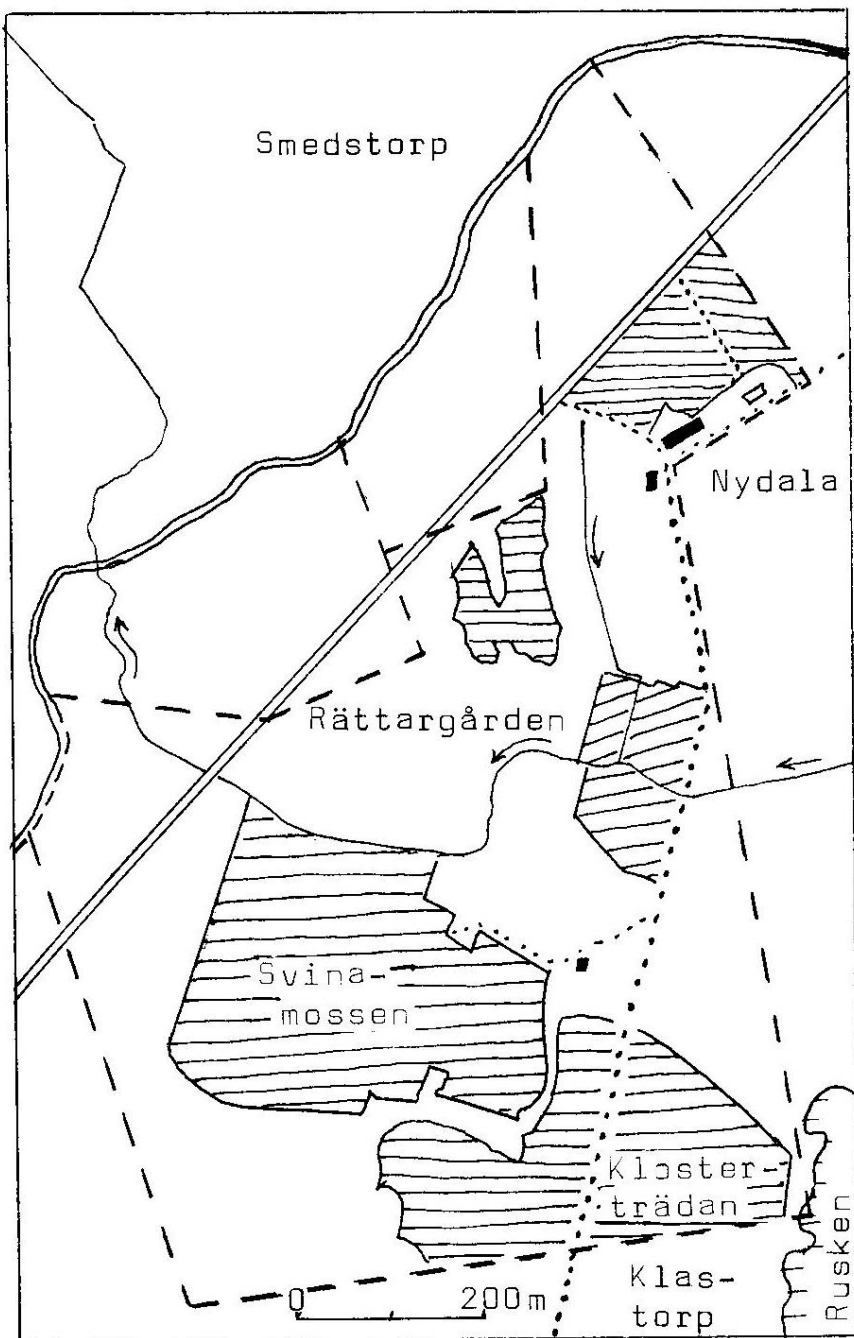 Smedstorp
Nydala
Rättargården
Svina-
mossen
Kloster-
trädan
Rusken
Klas-
torp
0 200m